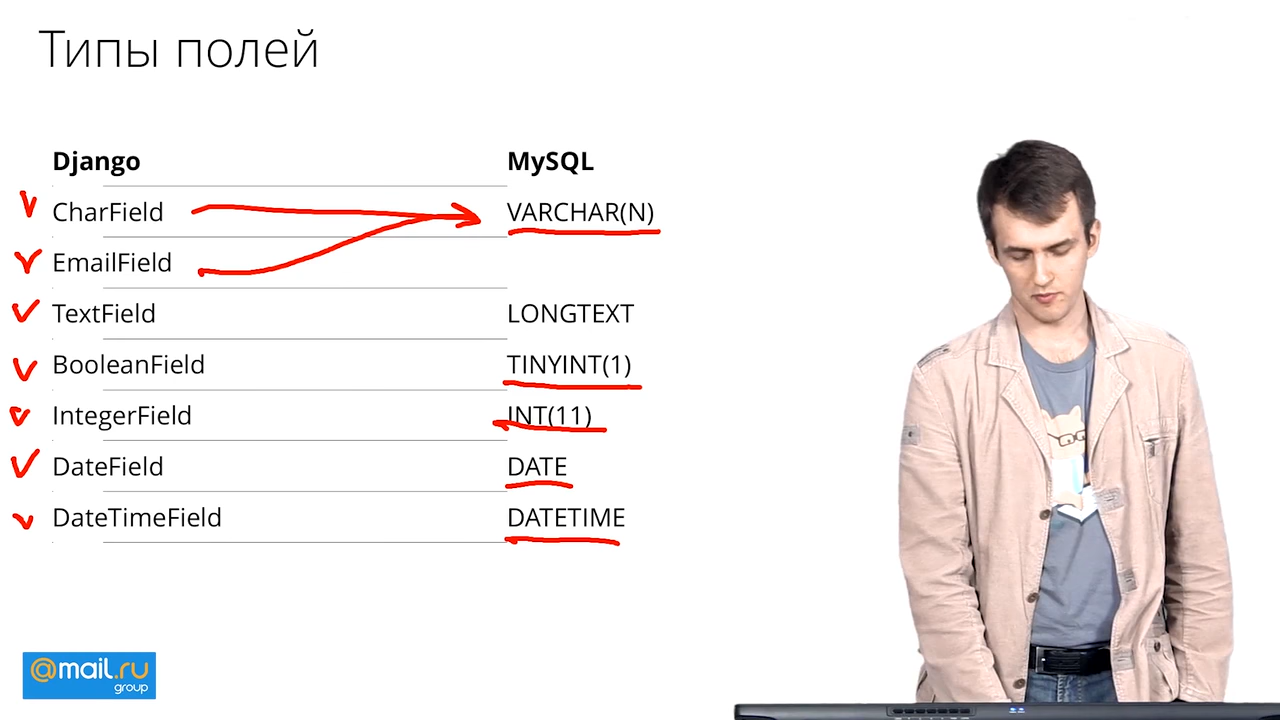 Типы полей
Django MySQL
CharField VARCHAR(N)
EmailField
TextField LONGTEXT
BooleanField TINYINT(1)
IntegerField INT(11)
DateField DATE
DateTimeField DATETIME
@mail.ru
group